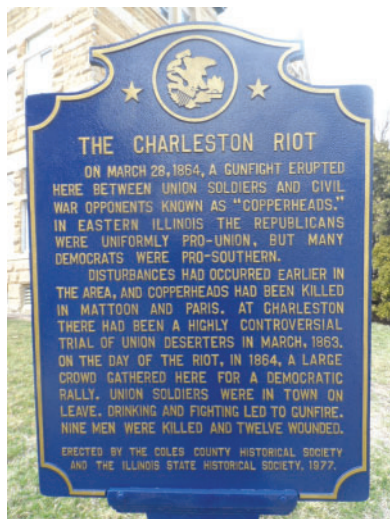 THE CHARLESTON RIOT
ON MARCH 28, 1864, A GUNFIGHT ERUPTED
HERE BETWEEN UNION SOLDIERS AND CIVIL
WAR OPPONENTS KNOWN AS "COPPERHEADS."
IN EASTERN ILLINOIS THE REPUBLICANS
WERE UNIFORMLY PRO-UNION, BUT MANY
DEMOCRATS WERE PRO-SOUTHERN.
DISTURBANCES HAD OCCURRED EARLIER IN
THE AREA, AND COPPERHEADS HAD BEEN KILLED
IN MATTOON AND PARIS. AT CHARLESTON
THERE HAD BEEN A HIGHLY CONTROVERSIAL
TRIAL OF UNION DESERTERS IN MARCH, 1863.
ON THE DAY OF THE RIOT, IN 1864, A LARGE
CROWD GATHERED HERE FOR A DEMOCRATIC
RALLY. UNION SOLDIERS WERE IN TOWN ON
LEAVE. DRINKING AND FIGHTING LED TO GUNFIRE.
NINE MEN WERE KILLED AND TWELVE WOUNDED.
ERECTED BY THE COLES COUNTY HISTORICAL SOCIETY
AND THE ILLINOIS STATE HISTORICAL SOCIETY, 1977.